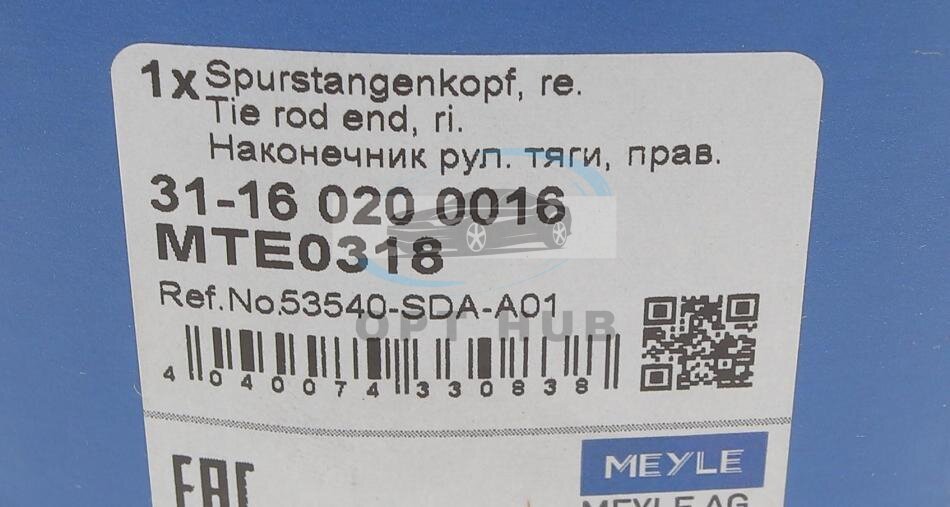 1x Spurstangenkopf, re.
Tie rod end, ri.
Наконечник рул. тяги, прав.
31-16 020 0016
MTE0318
Ref.No.53540-SDA-A01
OPT HUB
4 040074 330838
EAC
MEYLE
MEYLE AG